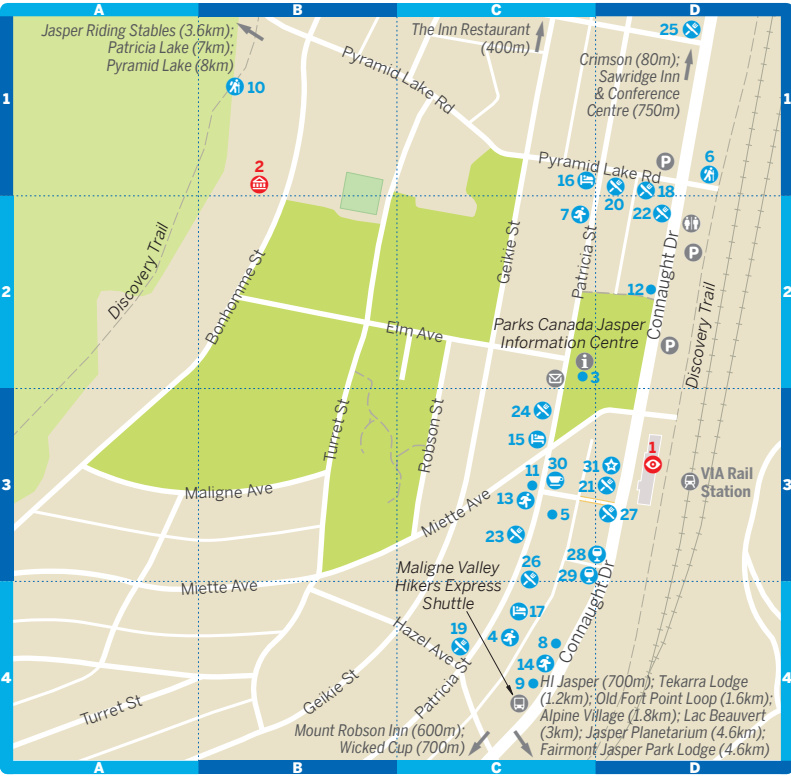 A
B
C
D
Jasper Riding Stables (3.6km);
Patricia Lake (7km);
Pyramid Lake (8km)
The Inn Restaurant
(400m)
25
Crimson (80m);
Sawridge Inn
& Conference
Centre (750m)
Pyramid Lake Rd
1
1
10
2
Pyramid Lake Rd
P
6
16
20
18
7
22
Discovery Trail
Bonhomme St
Geikie St
Patricia St
Connaught Dr
P
2
2
12
Discovery Trail
Elm Ave
Parks Canada Jasper
Information Centre
P
i
3
Turret St
Robson St
24
15
1
30
31
11
VIA Rail
Station
3
3
Maligne Ave
Miette Ave
13
21
5
27
23
28
Maligne Valley
Hikers Express
Shuttle
26
29
Miette Ave
Connaught Dr
17
Hazel Ave
19
4
8
14
4
4
9
Geikie St
Patricia St
Turret St
HI Jasper (700m); Tekarra Lodge
(1.2km); Old Fort Point Loop (1.6km);
Alpine Village (1.8km); Lac Beauvert
(3km); Jasper Planetarium (4.6km);
Fairmont Jasper Park Lodge (4.6km)
Mount Robson Inn (600m);
Wicked Cup (700m)
A
B
C
D